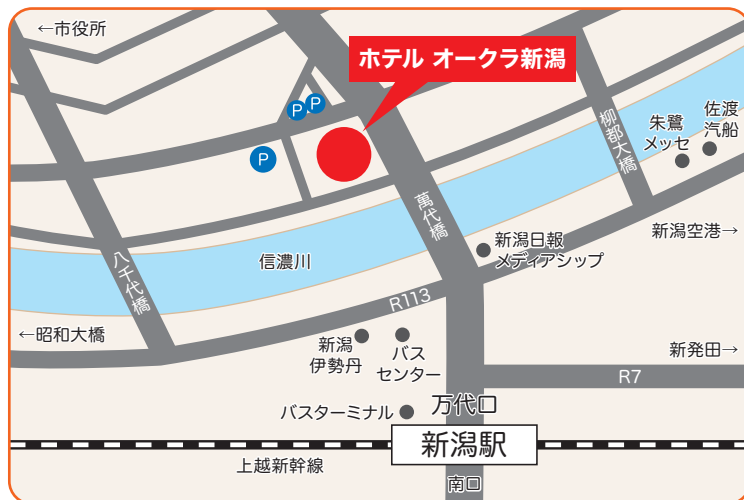 ←市役所
ホテル オークラ新潟
P
P
P
佐渡
汽船
朱鷺
メッセ
柳都大橋
萬代橋
新潟空港→
新潟日報
メディアシップ
八千代橋
信濃川
R113
←昭和大橋
新潟
伊勢丹
バス
センター
新発田→
R7
バスターミナル
万代口
新潟駅
上越新幹線
南口